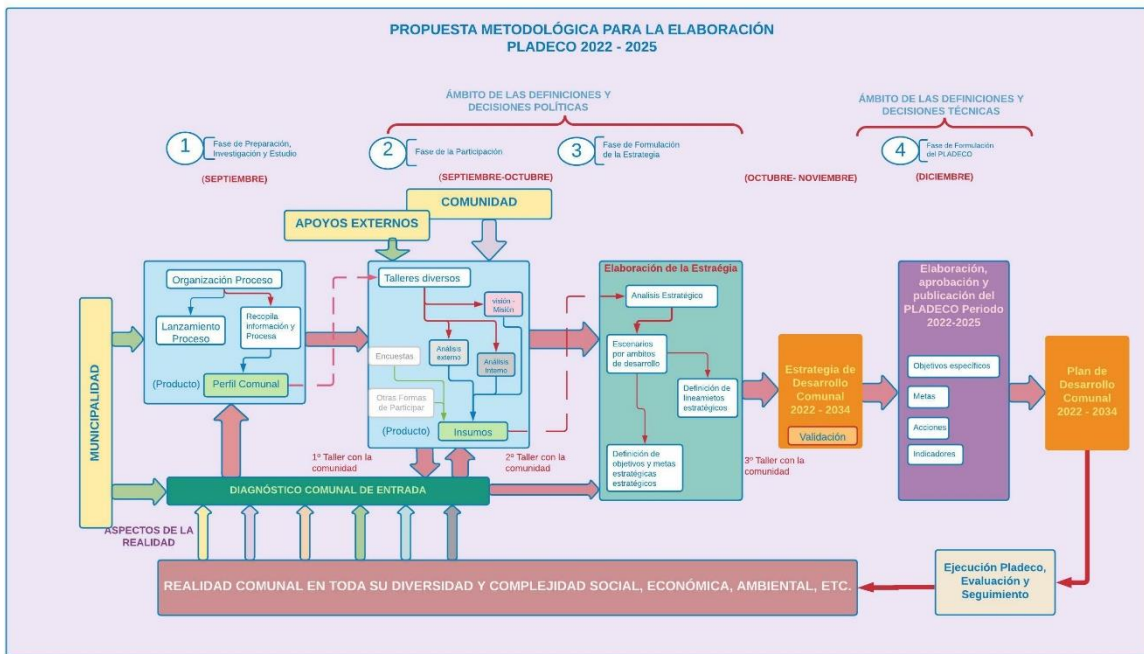 PROPUESTA METODOLÓGICA PARA LA ELABORACIÓN
PLADECO 2022 - 2025
ÁMBITO DE LAS DEFINICIONES Y
DECISIONES POLÍTICAS
ÁMBITO DE LAS DEFINICIONES Y
DECISIONES TÉCNICAS
1
Fase de Preparación,
Investigación y Estudio
2
Fase de la Participación
3
Fase de Formulación
de la Estrategia
4
Fase de Formulación
del PLADECO
(SEPTIEMBRE)
(SEPTIEMBRE-OCTUBRE)
(OCTUBRE- NOVIEMBRE)
(DICIEMBRE)
COMUNIDAD
APOYOS EXTERNOS
MUNICIPALIDAD
Organización Proceso
Lanzamiento
Proceso
Recopila
información y
Procesa
(Producto)
Perfil Comunal
Talleres diversos
visión -
Misión
Análisis
externo
Análisis
Interno
Encuestas
Otras Formas
de Participar
(Producto)
Insumos
Elaboración de la Estraégia
Analisis Estratégico
Escenarios
por ambitos
de desarrollo
Definición de
lineamietos
estratégicos
Definición de
objetivos y metas
estratégicas
estratégicos
Estrategia de
Desarrollo
Comunal
2022 - 2034
Validación
Elaboración,
aprobación y
publicación del
PLADECO Periodo
2022-2025
Objetivos específicos
Metas
Acciones
Indicadores
Plan de
Desarrollo
Comunal
2022 - 2034
1º Taller con la
comunidad
2º Taller con la
comunidad
3º Taller con la
comunidad
DIAGNÓSTICO COMUNAL DE ENTRADA
ASPECTOS DE LA
REALIDAD
REALIDAD COMUNAL EN TODA SU DIVERSIDAD Y COMPLEJIDAD SOCIAL, ECONÓMICA, AMBIENTAL, ETC.
Ejecución Pladeco,
Evaluación y
Seguimiento